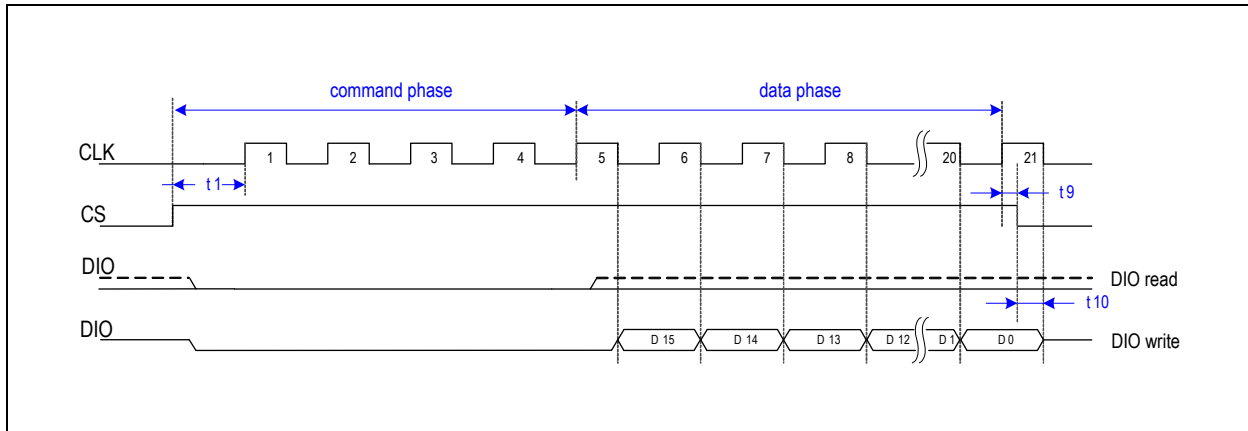 command phase data phase
CLK 1 2 3 4 5 6 7 8 20 21
t 1 t 9
CS
DIO
DIO read
t 10
DIO D 15 D 14 D 13 D 12 D 1 D 0 DIO write